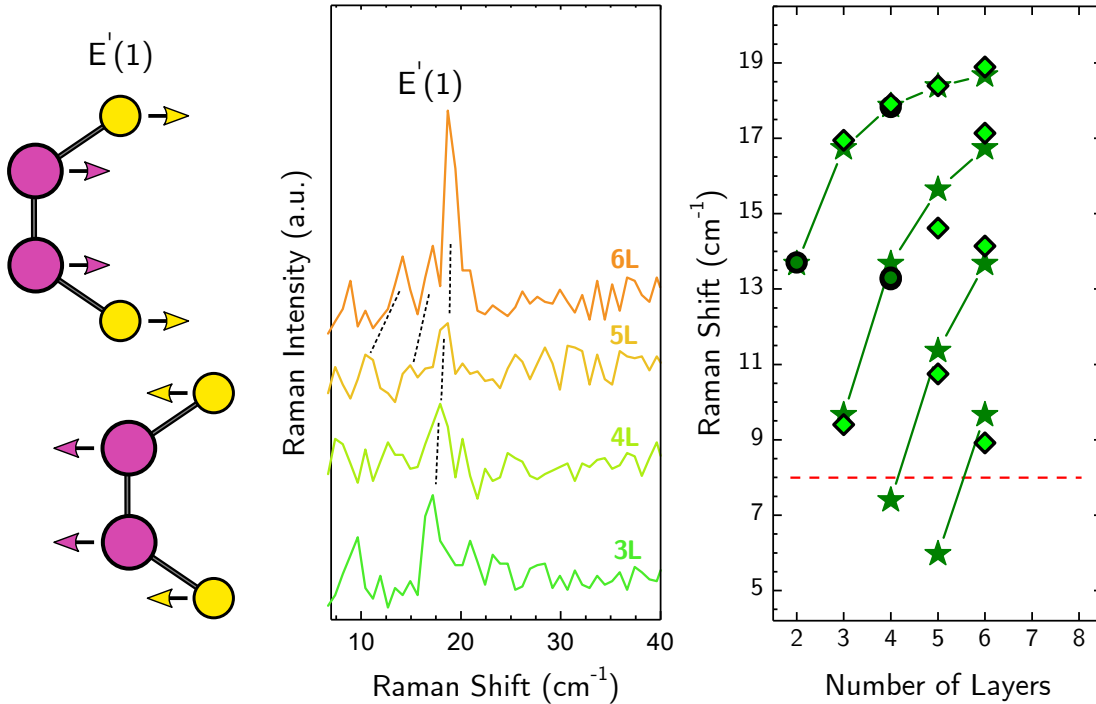 E'(1)
E'(1)
6L
5L
4L
3L
Raman Intensity (a.u.)
10
20
30
40
Raman Shift (cm-1)
19
17
15
13
11
9
7
5
Raman Shift (cm-1)
2
3
4
5
6
7
8
Number of Layers